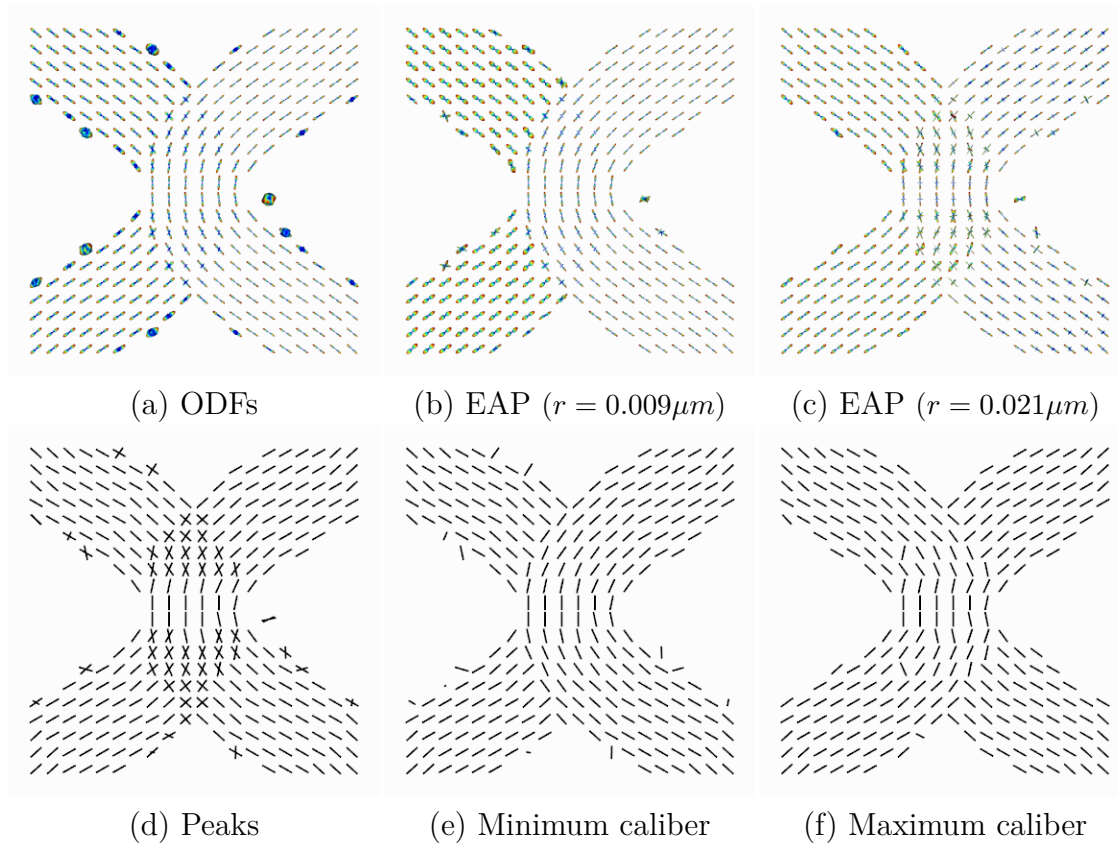 (a) ODFs (b) EAP (r = 0.009μm) (c) EAP (r = 0.021μm)
(d) Peaks (e) Minimum caliber (f) Maximum caliber